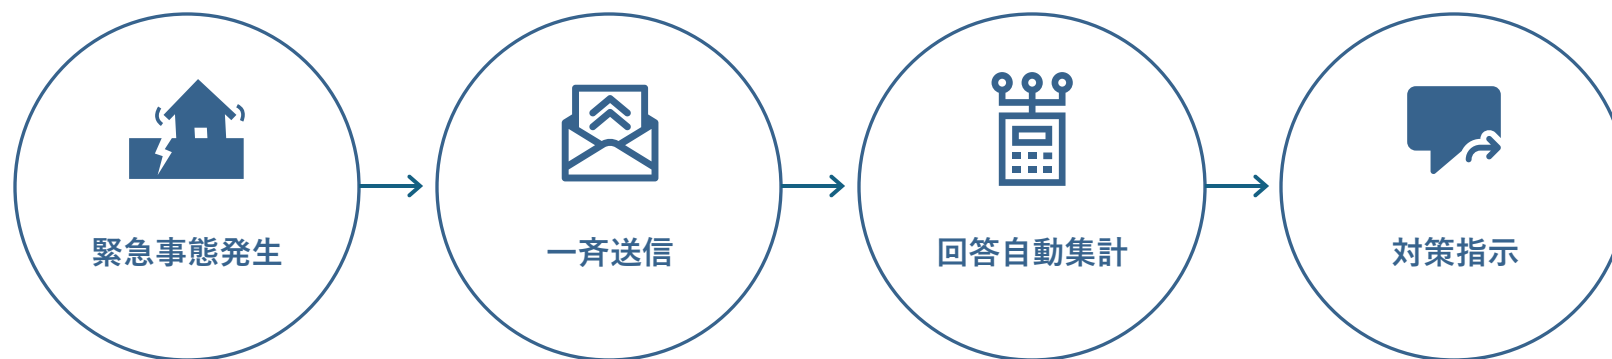 緊急事態発生
一斉送信
回答自動集計
対策指示